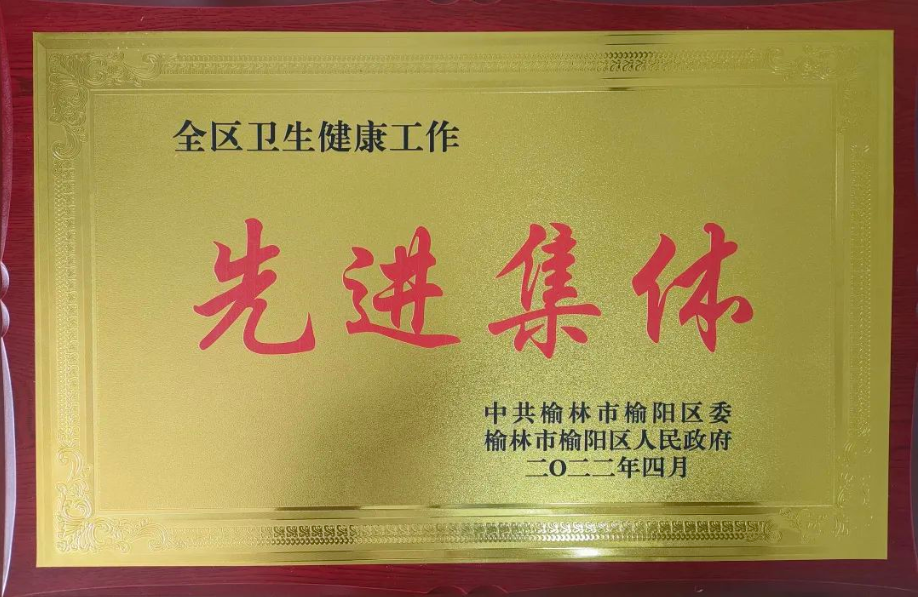 全区卫生健康工作
先进集体
中共榆林市榆阳区委
榆林市榆阳区人民政府
二〇二二年四月